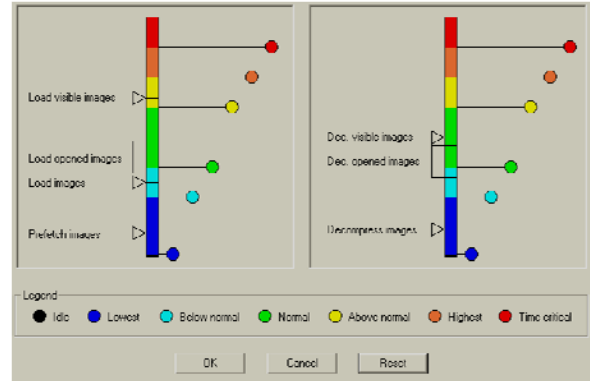 Load visible images
Load opened images
Load images
Prefetch images
Dec. visible images
Dec. opened images
Decompress images
Legend
Idle
Lowest
Below normal
Normal
Above normal
Highest
Time critical
OK
Cancel
Reset